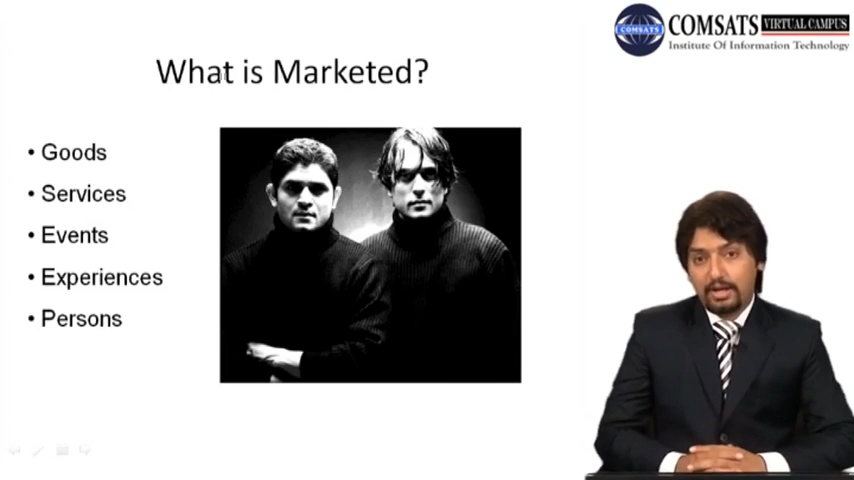 COMSATS VIRTUAL CAMPUS
COMSATS
Institute Of Information Technology
What is Marketed?
• Goods
• Services
• Events
• Experiences
• Persons